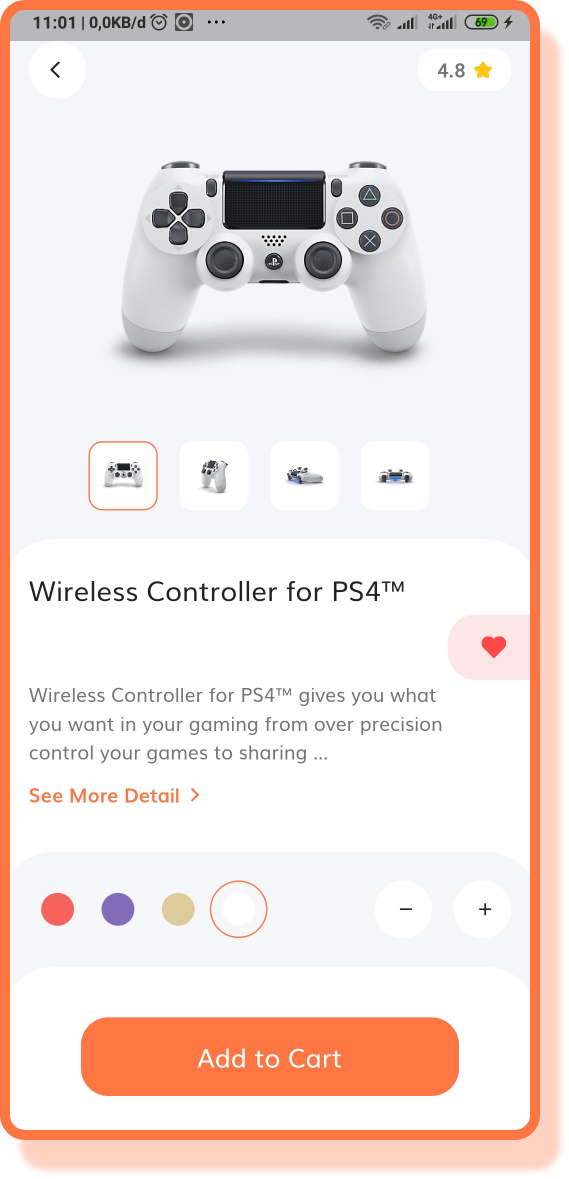 11:01 | 0,0KB/d ...
4G+
69
4.8
Wireless Controller for PS4™
Wireless Controller for PS4™ gives you what
you want in your gaming from over precision
control your games to sharing ...
See More Detail
− +
Add to Cart